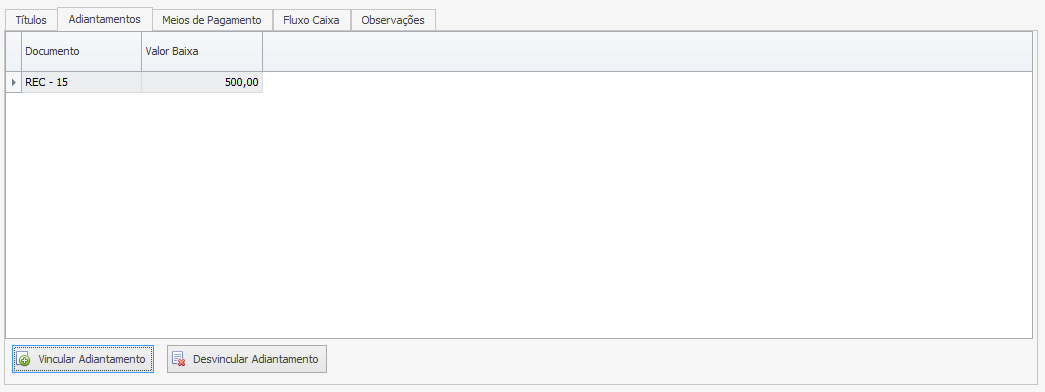 Títulos Adiantamentos Meios de Pagamento Fluxo Caixa Observações
Documento Valor Baixa
REC - 15 500,00
Vincular Adiantamento Desvincular Adiantamento